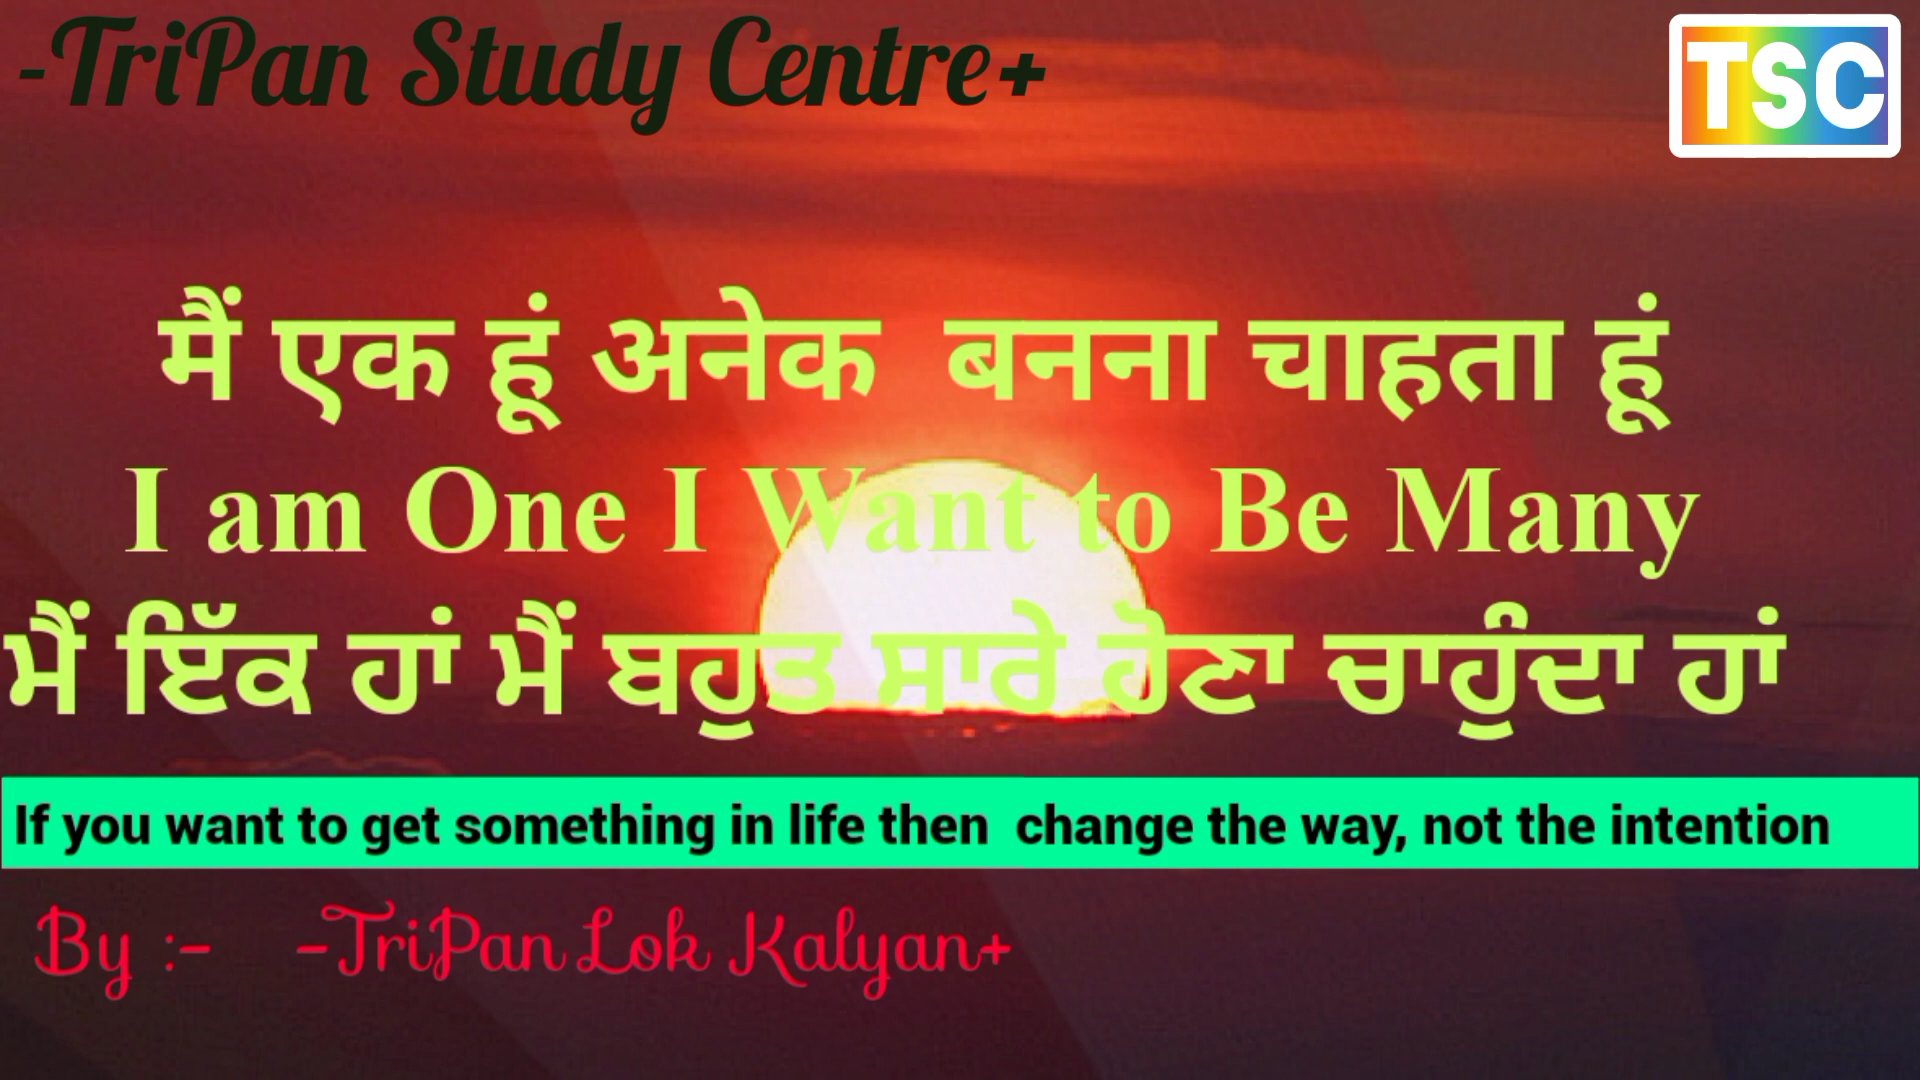 -TriPan Study Centre+
TSC
मैं एक हूं अनेक  बनना चाहता हूं
I am One I Want to Be Many
ਮੈਂ ਇੱਕ ਹਾਂ ਮੈਂ ਬਹੁਤ ਸਾਰੇ ਹੋਣਾ ਚਾਹੁੰਦਾ ਹਾਂ
If you want to get something in life then  change the way, not the intention
By :-    -TriPan Lok Kalyan+